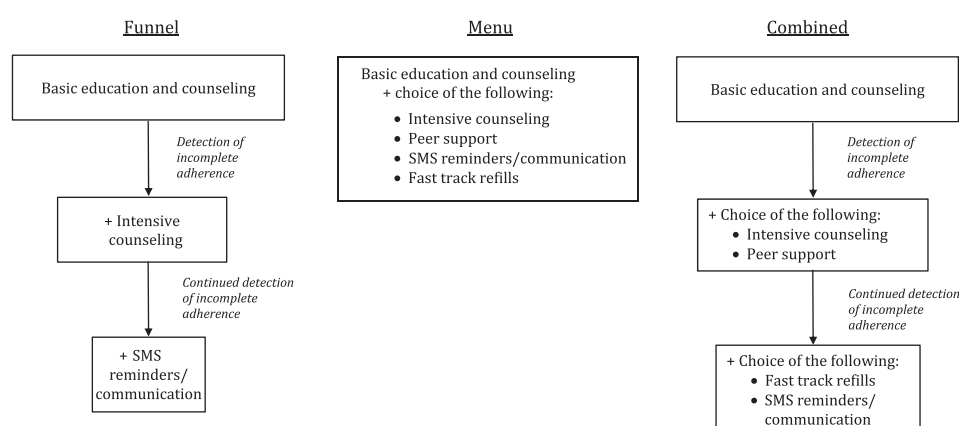 Funnel
Basic education and counseling
Detection of
incomplete
adherence
+ Intensive
counseling
Continued detection
of incomplete
adherence
+ SMS
reminders/
communication
Menu
Basic education and counseling
+ choice of the following:
• Intensive counseling
• Peer support
• SMS reminders/communication
• Fast track refills
Combined
Basic education and counseling
Detection of
incomplete
adherence
+ Choice of the following:
• Intensive counseling
• Peer support
Continued detection
of incomplete
adherence
+ Choice of the following:
• Fast track refills
• SMS reminders/
communication